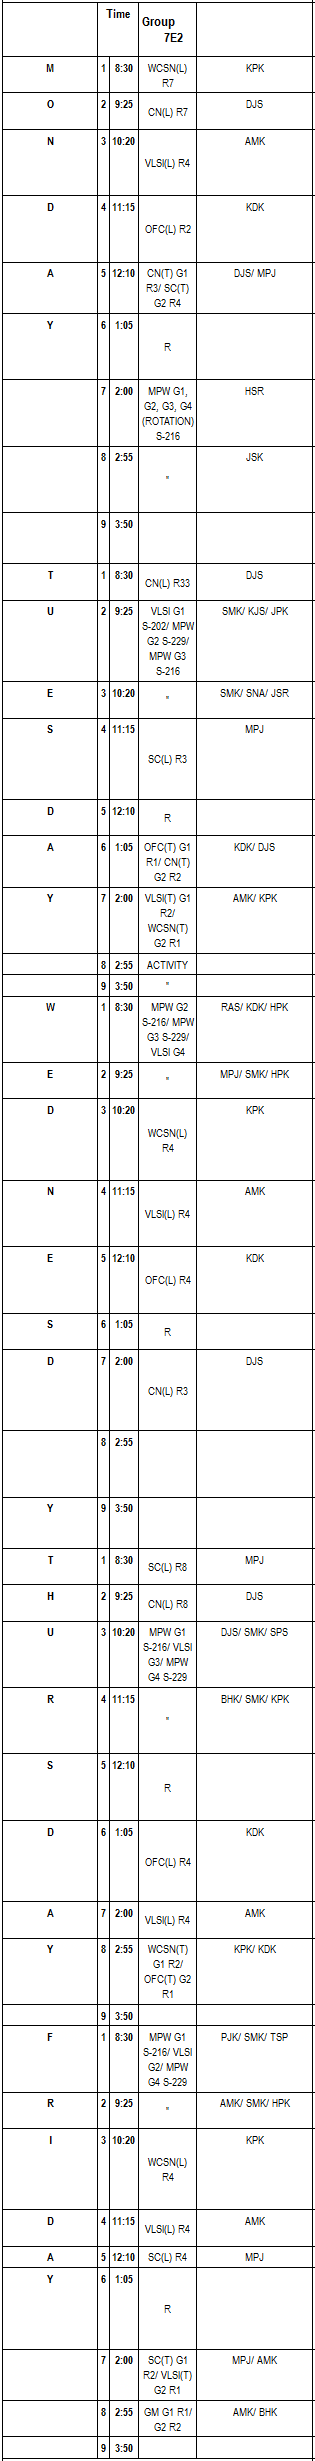 Time Group
7E2
M 1 8:30 WCSN(L) KPK
R7
O 2 9:25 CN(L) R7 DJS
N 3 10:20 VLSI(L) R4 AMK
D 4 11:15 OFC(L) R2 KDK
A 5 12:10 CN(T) G1 DJS/ MPJ
R3/ SC(T)
G2 R4
Y 6 1:05 R
7 2:00 MPW G1, HSR
G2, G3, G4
(ROTATION)
S-216
8 2:55 " JSK
9 3:50
T 1 8:30 CN(L) R33 DJS
U 2 9:25 VLSI G1 SMK/ KJS/ JPK
S-202/ MPW
G2 S-229/
MPW G3
S-216
E 3 10:20 " SMK/ SNA/ JSR
S 4 11:15 SC(L) R3 MPJ
D 5 12:10 R
A 6 1:05 OFC(T) G1 KDK/ DJS
R1/ CN(T)
G2 R2
Y 7 2:00 VLSI(T) G1 AMK/ KPK
R2/
WCSN(T)
G2 R1
8 2:55 ACTIVITY
9 3:50 "
W 1 8:30 MPW G2 RAS/ KDK/ HPK
S-216/ MPW
G3 S-229/
VLSI G4
E 2 9:25 " MPJ/ SMK/ HPK
D 3 10:20 WCSN(L) KPK
R4
N 4 11:15 VLSI(L) R4 AMK
E 5 12:10 OFC(L) R4 KDK
S 6 1:05 R
D 7 2:00 CN(L) R3 DJS
8 2:55
Y 9 3:50
T 1 8:30 SC(L) R8 MPJ
H 2 9:25 CN(L) R8 DJS
U 3 10:20 MPW G1 DJS/ SMK/ SPS
S-216/ VLSI
G3/ MPW
G4 S-229
R 4 11:15 " BHK/ SMK/ KPK
S 5 12:10 R
D 6 1:05 OFC(L) R4 KDK
A 7 2:00 VLSI(L) R4 AMK
Y 8 2:55 WCSN(T) KPK/ KDK
G1 R2/
OFC(T) G2
R1
9 3:50
F 1 8:30 MPW G1 PJK/ SMK/ TSP
S-216/ VLSI
G2/ MPW
G4 S-229
R 2 9:25 " AMK/ SMK/ HPK
I 3 10:20 WCSN(L) KPK
R4
D 4 11:15 VLSI(L) R4 AMK
A 5 12:10 SC(L) R4 MPJ
Y 6 1:05 R
7 2:00 SC(T) G1 MPJ/ AMK
R2/ VLSI(T)
G2 R1
8 2:55 GM G1 R1/ AMK/ BHK
G2 R2
9 3:50